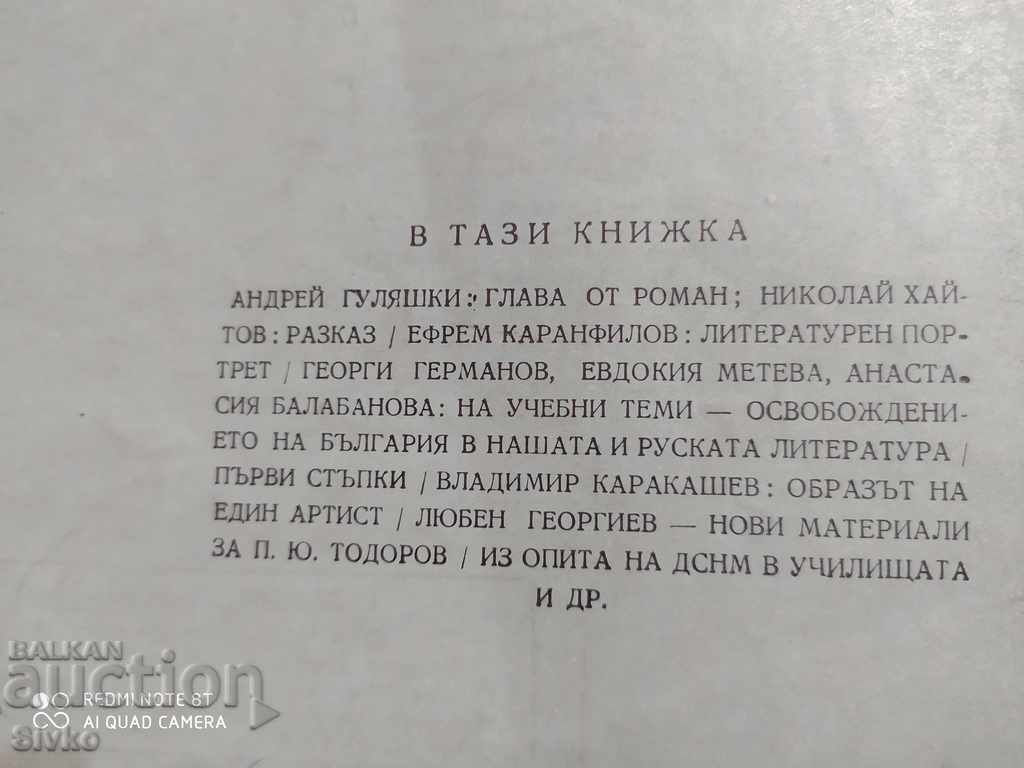 В ТАЗИ КНИЖКА
АНДРЕЙ ГУЛЯШКИ: ГЛАВА ОТ РОМАН; НИКОЛАЙ ХАЙ-
ТОВ: РАЗКАЗ / ЕФРЕМ КАРАНФИЛОВ: ЛИТЕРАТУРЕН ПОР-
ТРЕТ / ГЕОРГИ ГЕРМАНОВ, ЕВДОКИЯ МЕТЕВА, АНАСТА-
СИЯ БАЛАБАНОВА: НА УЧЕБНИ ТЕМИ — ОСВОБОЖДЕНИ-
ЕТО НА БЪЛГАРИЯ В НАШАТА И РУСКАТА ЛИТЕРАТУРА /
ПЪРВИ СТЪПКИ / ВЛАДИМИР КАРАКАШЕВ: ОБРАЗЪТ НА
ЕДИН АРТИСТ / ЛЮБЕН ГЕОРГИЕВ — НОВИ МАТЕРИАЛИ
ЗА П. Ю. ТОДОРОВ / ИЗ ОПИТА НА ДСНМ В УЧИЛИЩАТА
И ДР.
BALKAN
auction
REDMI NOTE 8T
AI QUAD CAMERA
Sivko